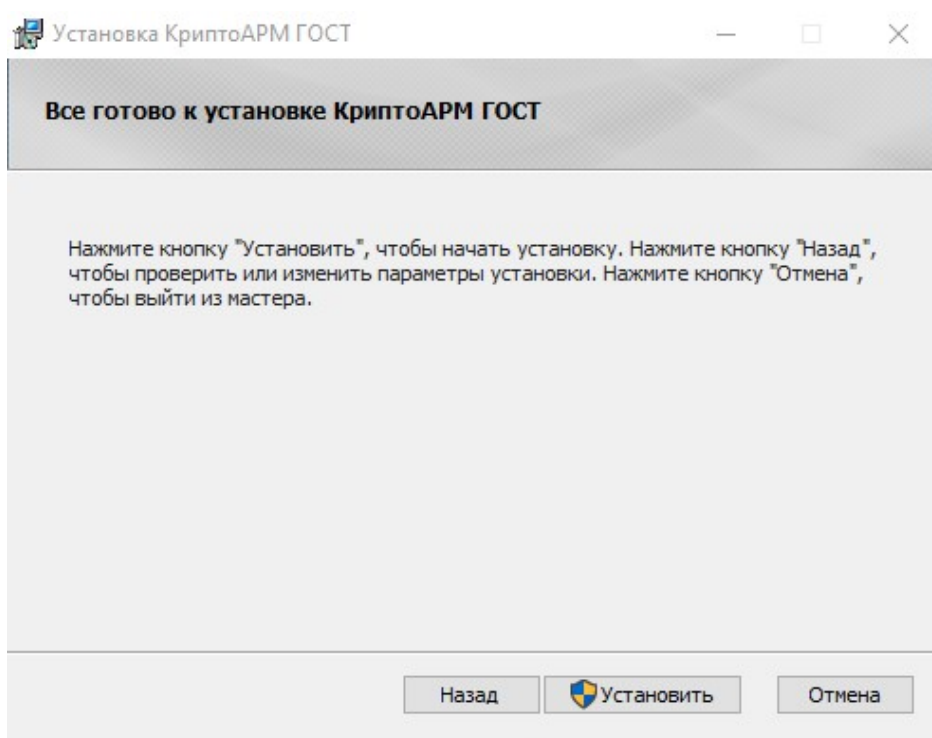 Установка КриптоАРМ ГОСТ
Все готово к установке КриптоАРМ ГОСТ
Нажмите кнопку "Установить", чтобы начать установку. Нажмите кнопку "Назад",
чтобы проверить или изменить параметры установки. Нажмите кнопку "Отмена",
чтобы выйти из мастера.
Назад Установить Отмена